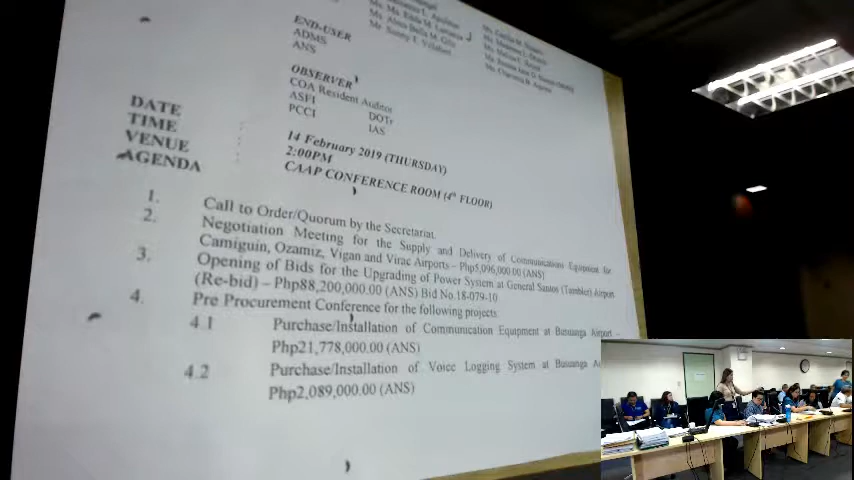 END-USER
ADMS
ANS
OBSERVER
COA Resident Auditor
ASFI DOTr
PCCI IAS
DATE : 14 February 2019 (THURSDAY)
TIME : 2:00PM
VENUE : CAAP CONFERENCE ROOM (4th FLOOR)
AGENDA
1. Call to Order/Quorum by the Secretariat.
2. Negotiation Meeting for the Supply and Delivery of Communications Equipment for
Camiguin, Ozamiz, Vigan and Virac Airports – Php5,096,000.00 (ANS)
3. Opening of Bids for the Upgrading of Power System at General Santos (Tambler) Airport
(Re-bid) – Php88,200,000.00 (ANS) Bid No.18-079-10
4. Pre Procurement Conference for the following projects
4.1 Purchase/Installation of Communication Equipment at Busuanga Airport –
Php21,778,000.00 (ANS)
4.2 Purchase/Installation of Voice Logging System at Busuanga
Php2,089,000.00 (ANS)